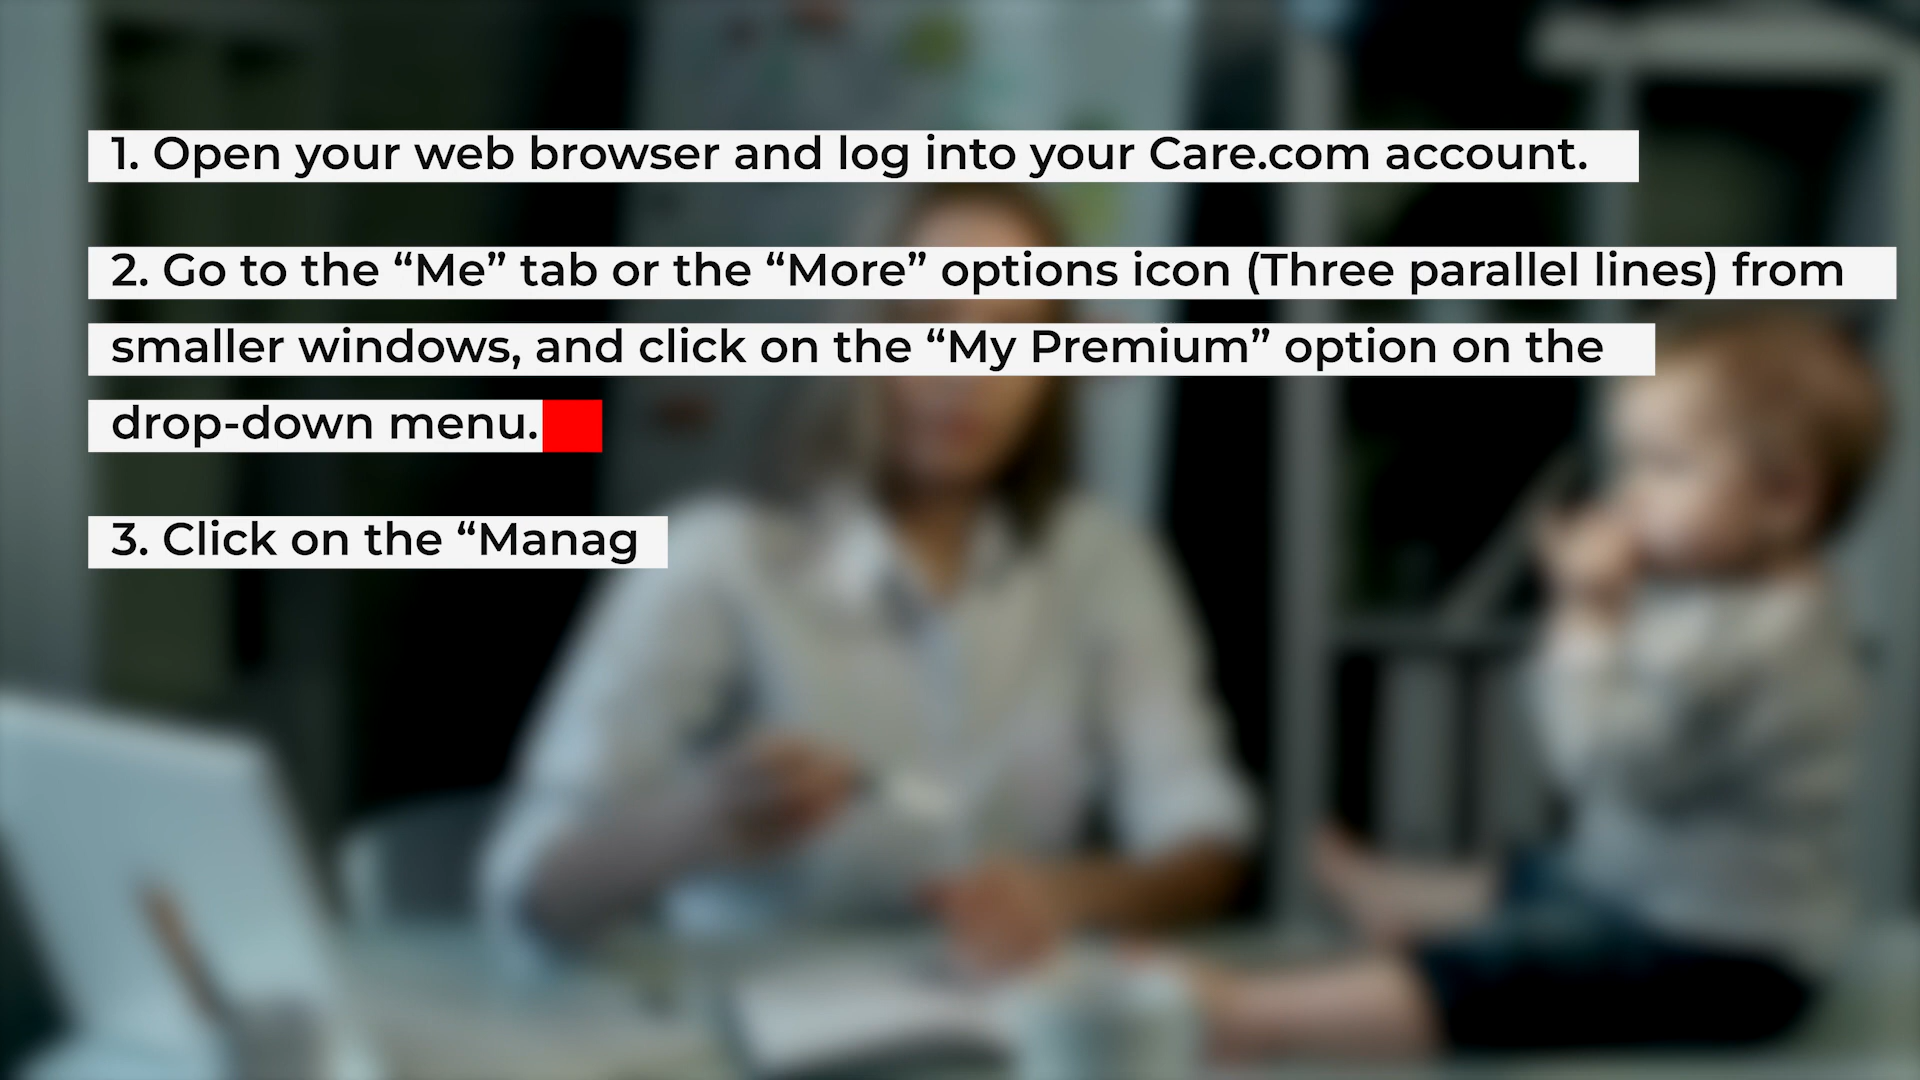 1. Open your web browser and log into your Care.com account.
2. Go to the “Me” tab or the “More” options icon (Three parallel lines) from
smaller windows, and click on the “My Premium” option on the
drop-down menu.
3. Click on the “Manag